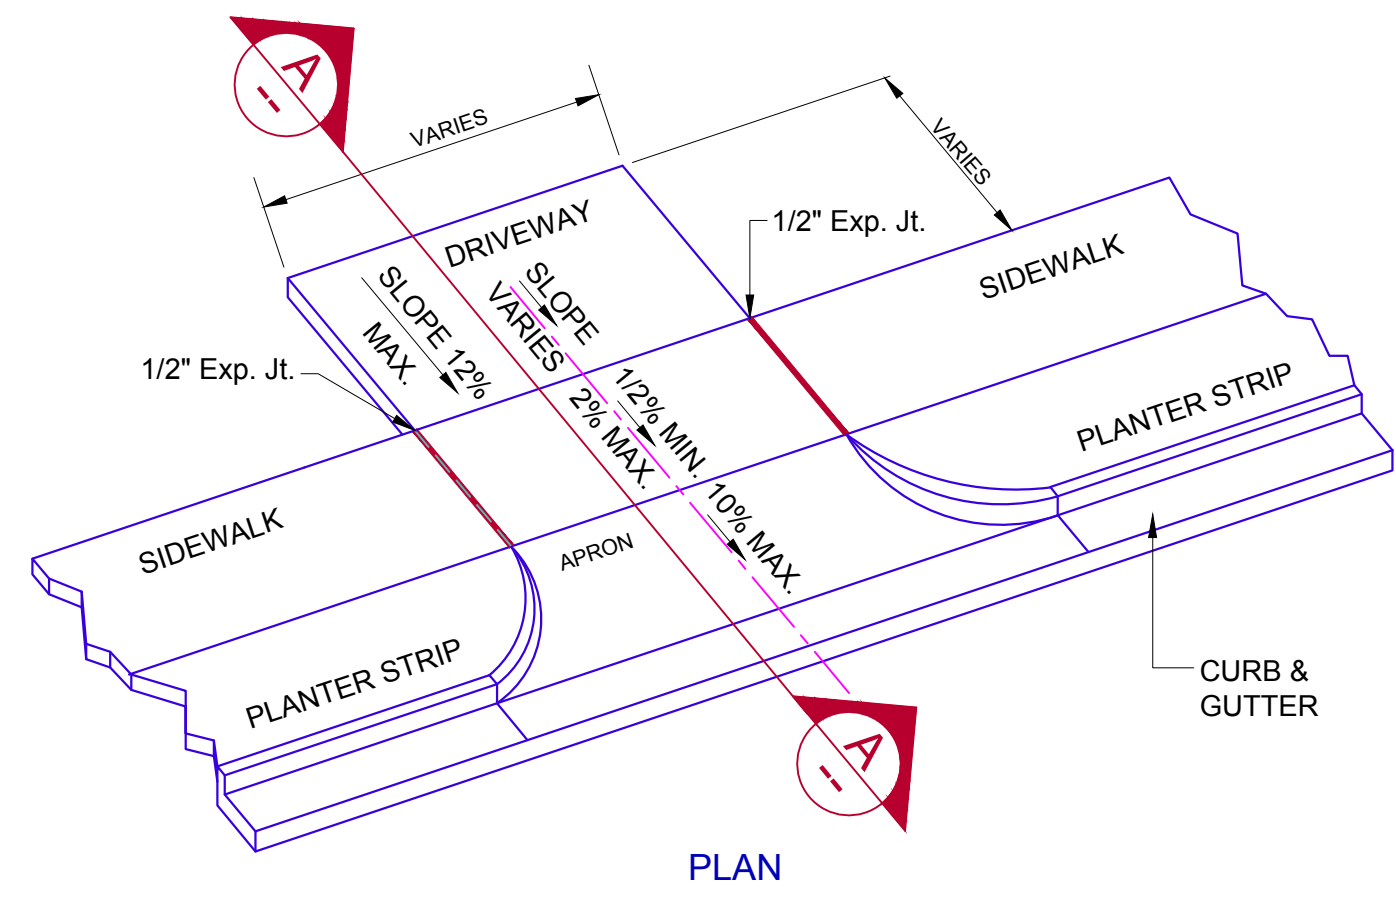 A
--
VARIES
VARIES
1/2" Exp. Jt.
DRIVEWAY
SIDEWALK
SLOPE
VARIES
SLOPE 12%
MAX.
1/2" Exp. Jt.
1/2% MIN.
2% MAX.
PLANTER STRIP
10% MAX.
SIDEWALK
APRON
PLANTER STRIP
CURB &
GUTTER
A
--
PLAN